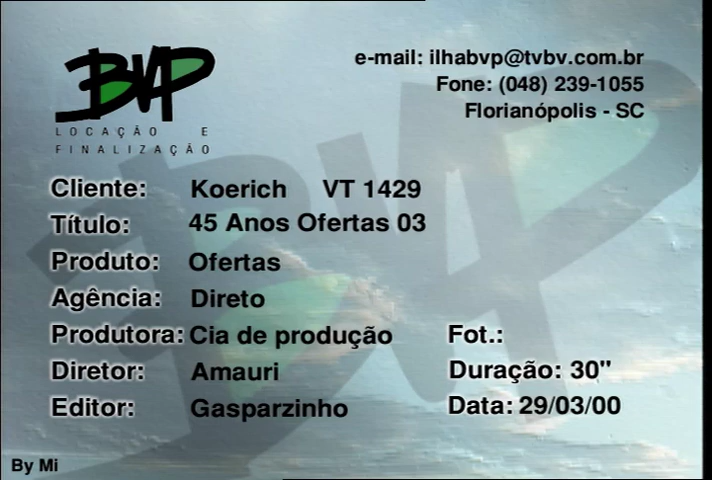 BVP
LOCAÇÃO E
FINALIZAÇÃO
e-mail: ilhabvp@tvbv.com.br
Fone: (048) 239-1055
Florianópolis - SC
Cliente: Koerich VT 1429
Título: 45 Anos Ofertas 03
Produto: Ofertas
Agência: Direto
Produtora: Cia de produção Fot.:
Diretor: Amauri Duração: 30"
Editor: Gasparzinho Data: 29/03/00
By Mi